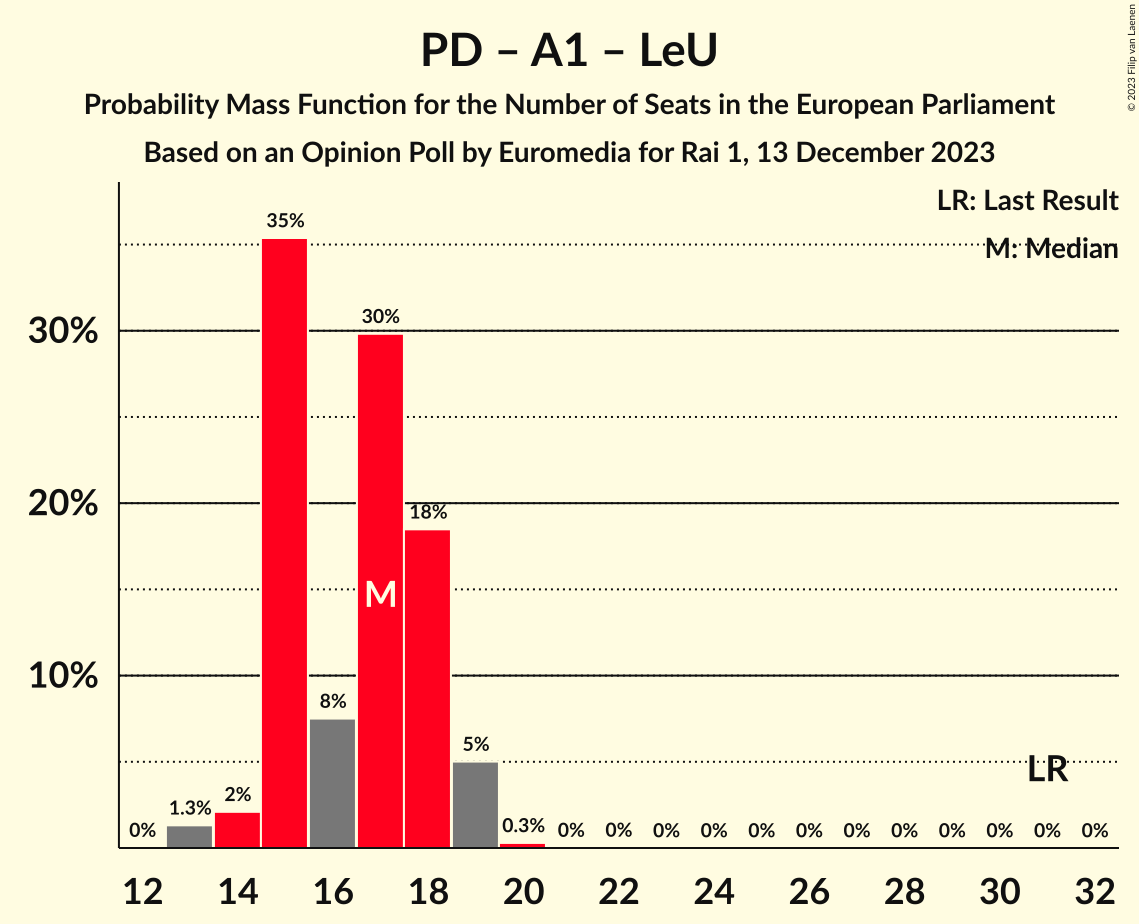 PD – A1 – LeU
Probability Mass Function for the Number of Seats in the European Parliament
Based on an Opinion Poll by Euromedia for Rai 1, 13 December 2023
© 2023 Filip van Laenen
LR: Last Result
M: Median
35%
30%
30%
20%
18%
M
10%
8%
5%
LR
0% 1.3% 2% 0.3% 0% 0% 0% 0% 0% 0% 0% 0% 0% 0% 0% 0%
12 14 16 18 20 22 24 26 28 30 32